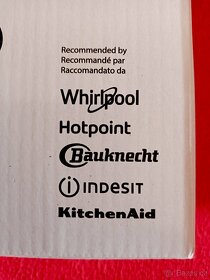 Recommended by
Recommandé par
Raccomandato da
Whirlpool
Hotpoint
Bauknecht
indesit
KitchenAid